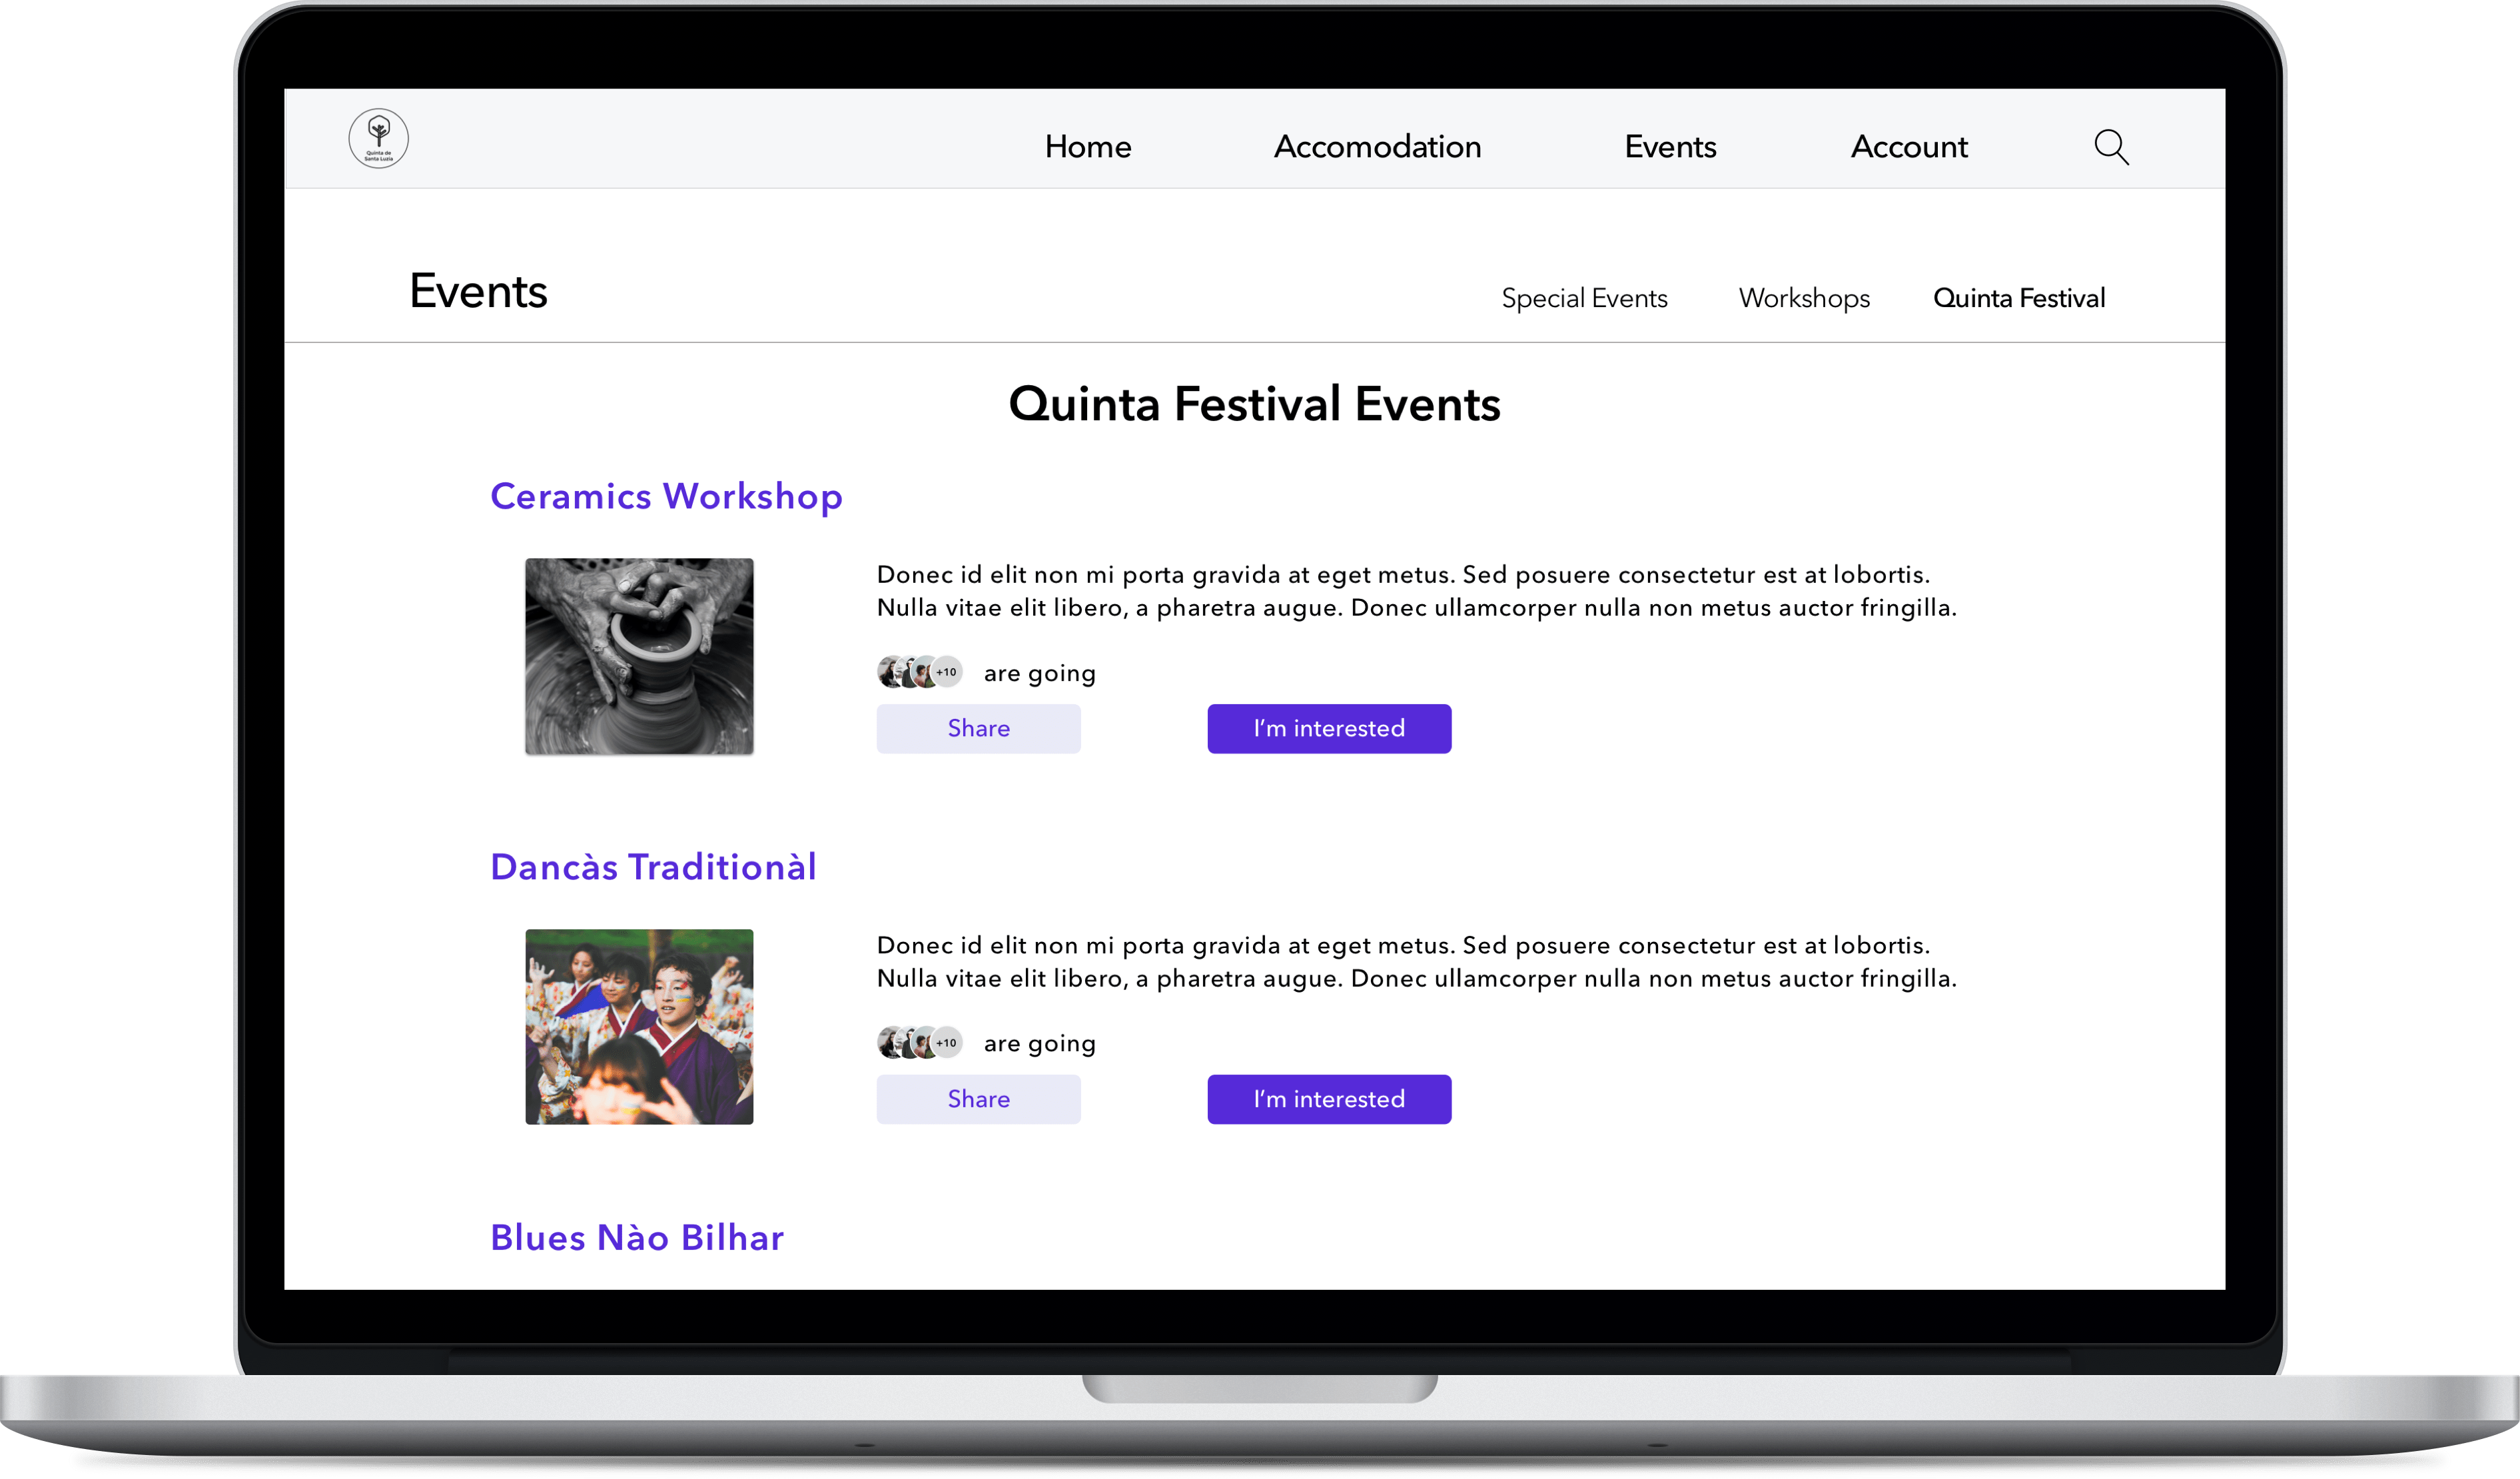 Quinta de
Santa Luzia
Home
Accomodation
Events
Account
Events
Special Events
Workshops
Quinta Festival
Quinta Festival Events
Ceramics Workshop
Donec id elit non mi porta gravida at eget metus. Sed posuere consectetur est at lobortis.
Nulla vitae elit libero, a pharetra augue. Donec ullamcorper nulla non metus auctor fringilla.
+10 are going
Share
I’m interested
Dancàs Traditionàl
Donec id elit non mi porta gravida at eget metus. Sed posuere consectetur est at lobortis.
Nulla vitae elit libero, a pharetra augue. Donec ullamcorper nulla non metus auctor fringilla.
+10 are going
Share
I’m interested
Blues Nào Bilhar